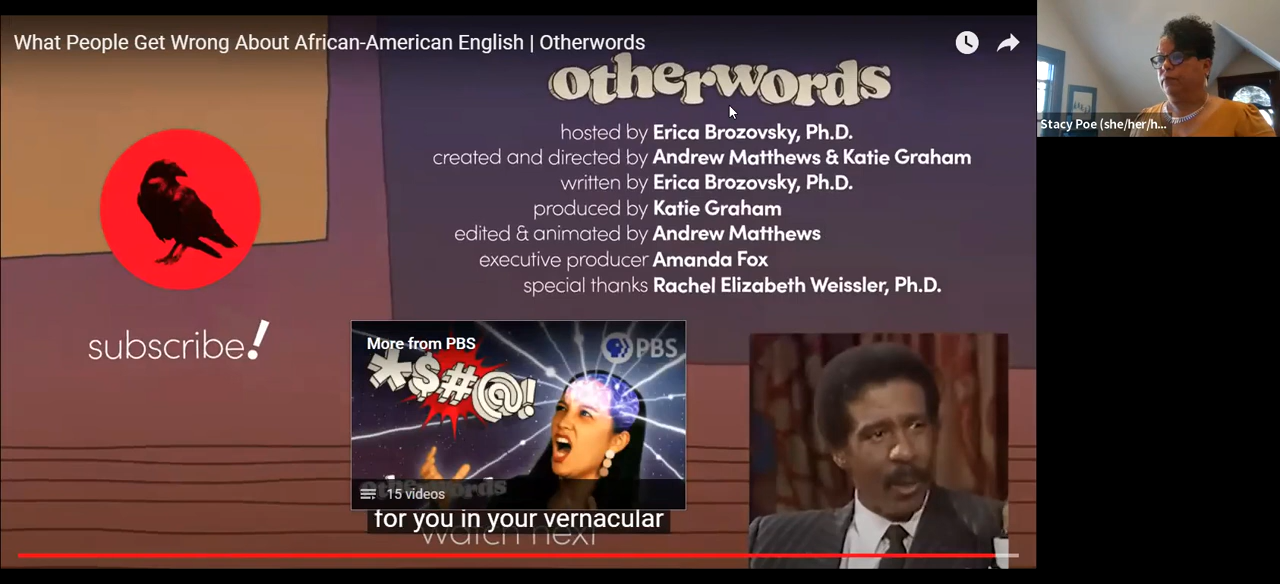 What People Get Wrong About African-American English | Otherwords
otherwords
hosted by Erica Brozovsky, Ph.D.
created and directed by Andrew Matthews & Katie Graham
written by Erica Brozovsky, Ph.D.
produced by Katie Graham
edited & animated by Andrew Matthews
executive producer Amanda Fox
special thanks Rachel Elizabeth Weissler, Ph.D.
Stacy Poe (she/her/h...
subscribe!
More from PBS
PBS
*$#@!
otherwords
15 videos
for you in your vernacular
watch next